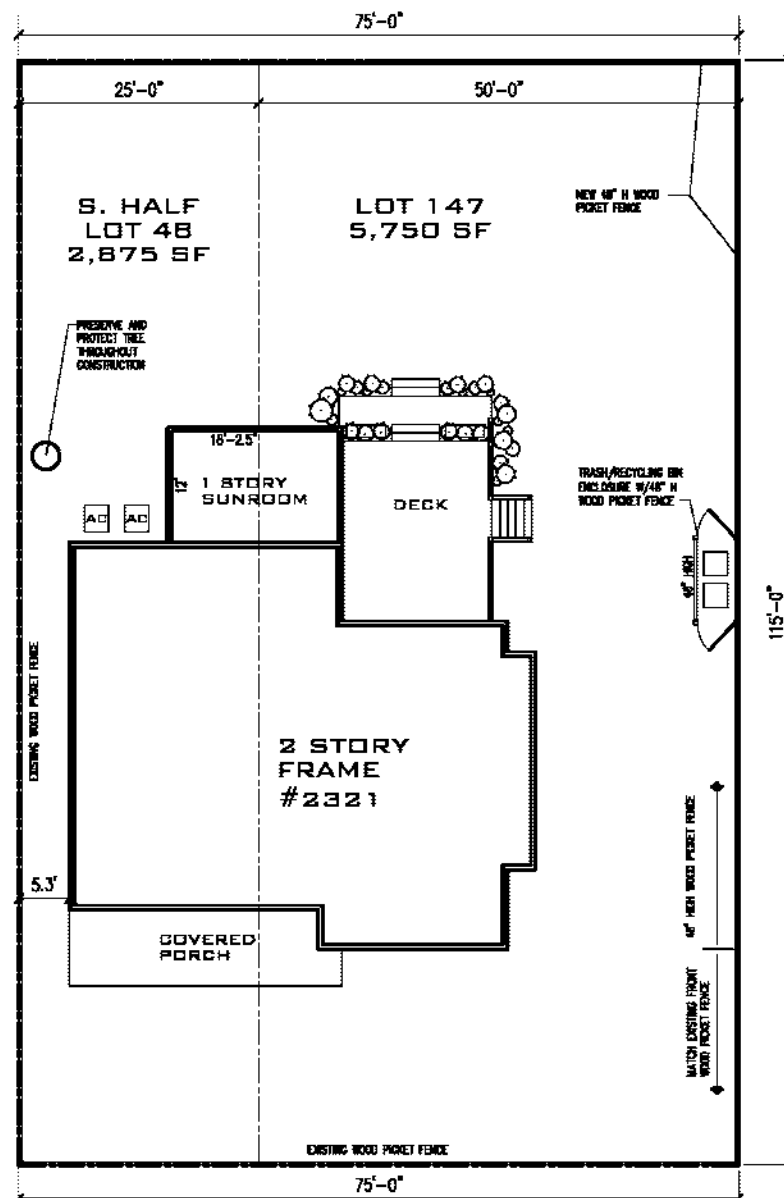 75'-0"
25'-0"
50'-0"
S. HALF
LOT 48
2,875 SF
LOT 147
5,750 SF
NEW 48" H WOOD
PICKET FENCE
PRESERVE AND
PROTECT TREE
THROUGHOUT
CONSTRUCTION
18'-2.5"
12'
1 STORY
SUNROOM
DECK
AC
AC
TRASH/RECYCLING BIN
ENCLOSURE W/48" H
WOOD PICKET FENCE
48" HIGH
115'-0"
EXISTING WOOD PICKET FENCE
2 STORY
FRAME
#2321
48" HIGH WOOD PICKET FENCE
5.3'
COVERED
PORCH
MATCH EXISTING FRONT
WOOD PICKET FENCE
EXISTING WOOD PICKET FENCE
75'-0"